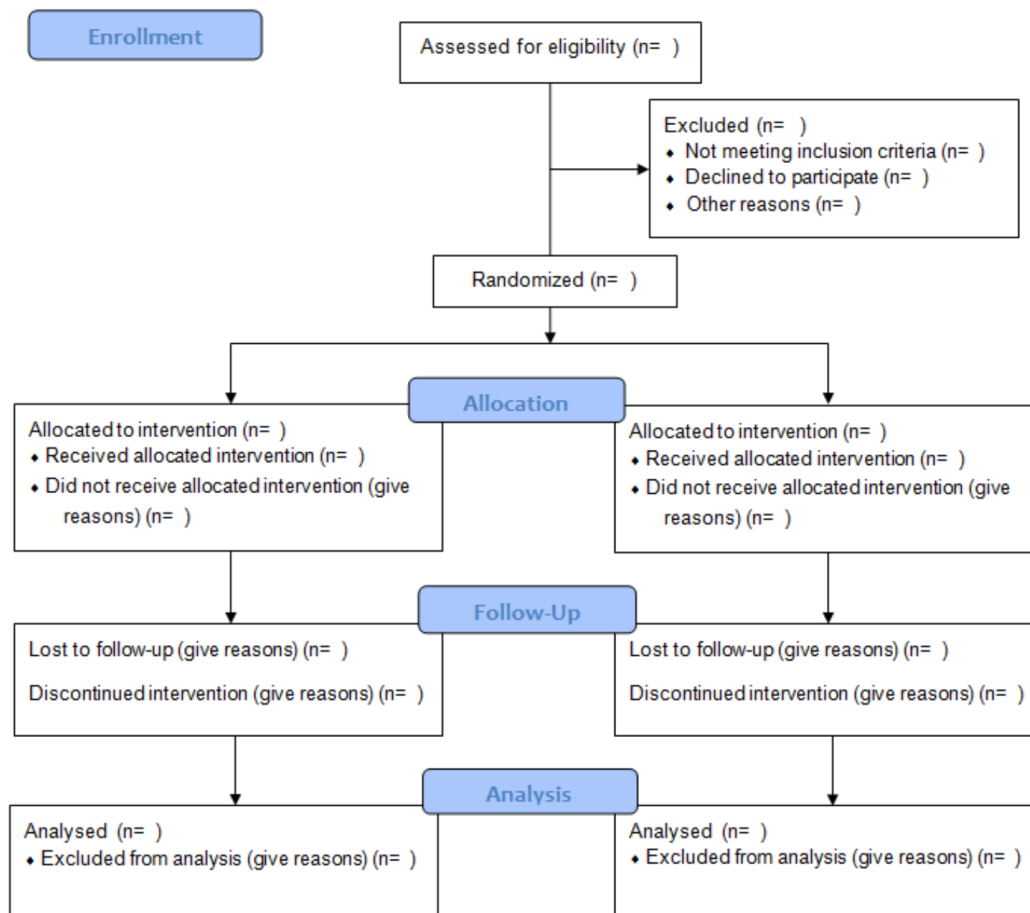 Enrollment
Assessed for eligibility (n=  )
Excluded (n=  )
♦ Not meeting inclusion criteria (n=  )
♦ Declined to participate (n=  )
♦ Other reasons (n=  )
Randomized (n=  )
Allocation
Allocated to intervention (n=  )
♦ Received allocated intervention (n=  )
♦ Did not receive allocated intervention (give
reasons) (n=  )
Allocated to intervention (n=  )
♦ Received allocated intervention (n=  )
♦ Did not receive allocated intervention (give
reasons) (n=  )
Follow-Up
Lost to follow-up (give reasons) (n=  )
Discontinued intervention (give reasons) (n=  )
Lost to follow-up (give reasons) (n=  )
Discontinued intervention (give reasons) (n=  )
Analysis
Analysed (n=  )
♦ Excluded from analysis (give reasons) (n=  )
Analysed (n=  )
♦ Excluded from analysis (give reasons) (n=  )